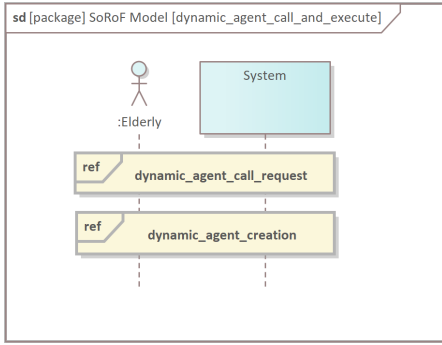 sd [package] SoRoF Model [dynamic_agent_call_and_execute]
System
:Elderly
ref
dynamic_agent_call_request
ref
dynamic_agent_creation